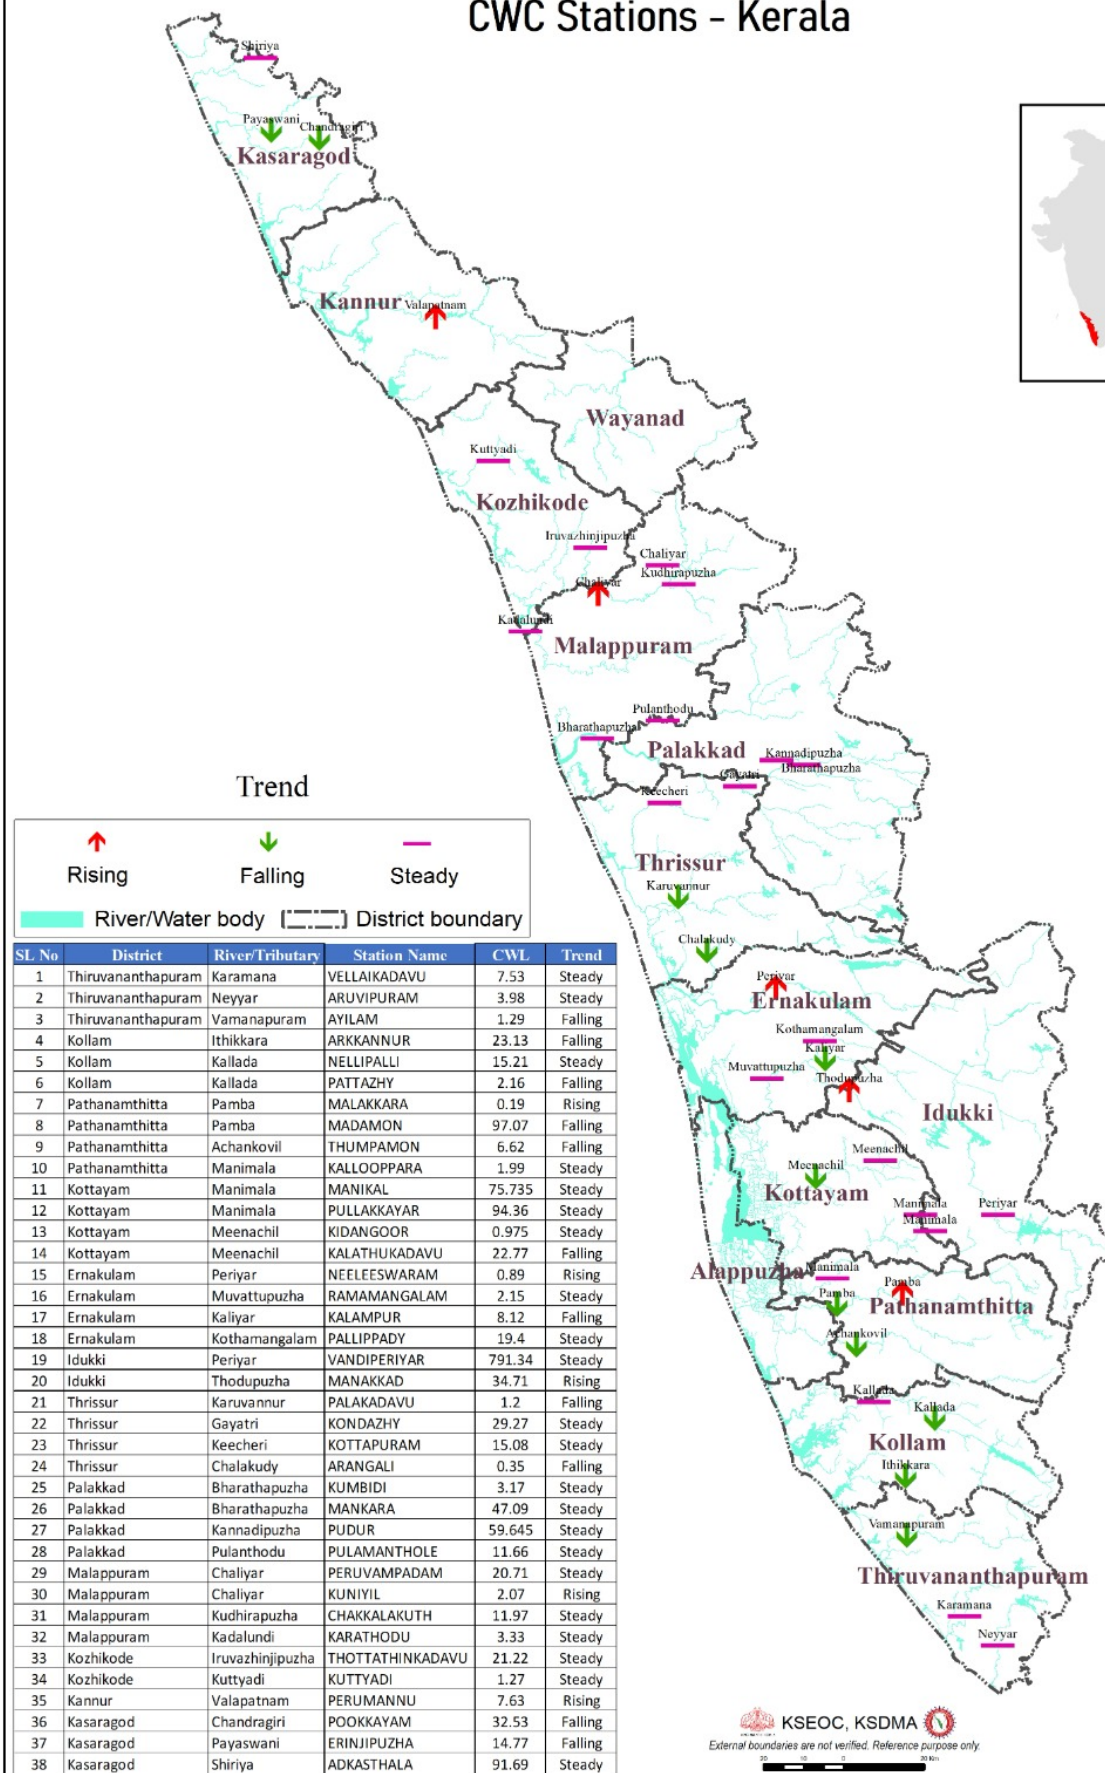 CWC Stations - Kerala
Shiriya
Payaswani
Chandragiri
Kasaragod
Kannur
Valapatnam
Wayanad
Kuttyadi
Kozhikode
Iruvazhinjipuzha
Chaliyar
Kudhirapuzha
Chaliyar
Kadalundi
Malappuram
Pulanthodu
Bharathapuzha
Palakkad
Kannadipuzha
Bharathapuzha
Gayatri
Keecheri
Thrissur
Karuvannur
Chalakudy
Periyar
Ernakulam
Kothamangalam
Kaliyar
Muvattupuzha
Thodupuzha
Idukki
Meenachil
Meenachil
Kottayam
Manimala
Periyar
Manimala
Alappuzha
Manimala
Pamba
Pamba
Pathanamthitta
Achankovil
Kallada
Kallada
Kollam
Ithikkara
Vamanapuram
Thiruvananthapuram
Karamana
Neyyar
Trend
Rising Falling Steady
River/Water body District boundary
SL No District River/Tributary Station Name CWL Trend
1 Thiruvananthapuram Karamana VELLAIKADAVU 7.53 Steady
2 Thiruvananthapuram Neyyar ARUVIPURAM 3.98 Steady
3 Thiruvananthapuram Vamanapuram AYILAM 1.29 Falling
4 Kollam Ithikkara ARKKANNUR 23.13 Falling
5 Kollam Kallada NELLIPALLI 15.21 Steady
6 Kollam Kallada PATTAZHY 2.16 Falling
7 Pathanamthitta Pamba MALAKKARA 0.19 Rising
8 Pathanamthitta Pamba MADAMON 97.07 Falling
9 Pathanamthitta Achankovil THUMPAMON 6.62 Falling
10 Pathanamthitta Manimala KALLOOPPARA 1.99 Steady
11 Kottayam Manimala MANIKAL 75.735 Steady
12 Kottayam Manimala PULLAKKAYAR 94.36 Steady
13 Kottayam Meenachil KIDANGOOR 0.975 Steady
14 Kottayam Meenachil KALATHUKADAVU 22.77 Falling
15 Ernakulam Periyar NEELEESWARAM 0.89 Rising
16 Ernakulam Muvattupuzha RAMAMANGALAM 2.15 Steady
17 Ernakulam Kaliyar KALAMPUR 8.12 Falling
18 Ernakulam Kothamangalam PALLIPPADY 19.4 Steady
19 Idukki Periyar VANDIPERIYAR 791.34 Steady
20 Idukki Thodupuzha MANAKKAD 34.71 Rising
21 Thrissur Karuvannur PALAKADAVU 1.2 Falling
22 Thrissur Gayatri KONDAZHY 29.27 Steady
23 Thrissur Keecheri KOTTAPURAM 15.08 Steady
24 Thrissur Chalakudy ARANGALI 0.35 Falling
25 Palakkad Bharathapuzha KUMBIDI 3.17 Steady
26 Palakkad Bharathapuzha MANKARA 47.09 Steady
27 Palakkad Kannadipuzha PUDUR 59.645 Steady
28 Palakkad Pulanthodu PULAMANTHOLE 11.66 Steady
29 Malappuram Chaliyar PERUVAMPADAM 20.71 Steady
30 Malappuram Chaliyar KUNIYIL 2.07 Rising
31 Malappuram Kudhirapuzha CHAKKALAKUTH 11.97 Steady
32 Malappuram Kadalundi KARATHODU 3.33 Steady
33 Kozhikode Iruvazhinjipuzha THOTTATHINKADAVU 21.22 Steady
34 Kozhikode Kuttyadi KUTTYADI 1.27 Steady
35 Kannur Valapatnam PERUMANNU 7.63 Rising
36 Kasaragod Chandragiri POOKKAYAM 32.53 Falling
37 Kasaragod Payaswani ERINJIPUZHA 14.77 Falling
38 Kasaragod Shiriya ADKASTHALA 91.69 Steady
KSEOC, KSDMA
External boundaries are not verified. Reference purpose only.
20 10 0 20 Km